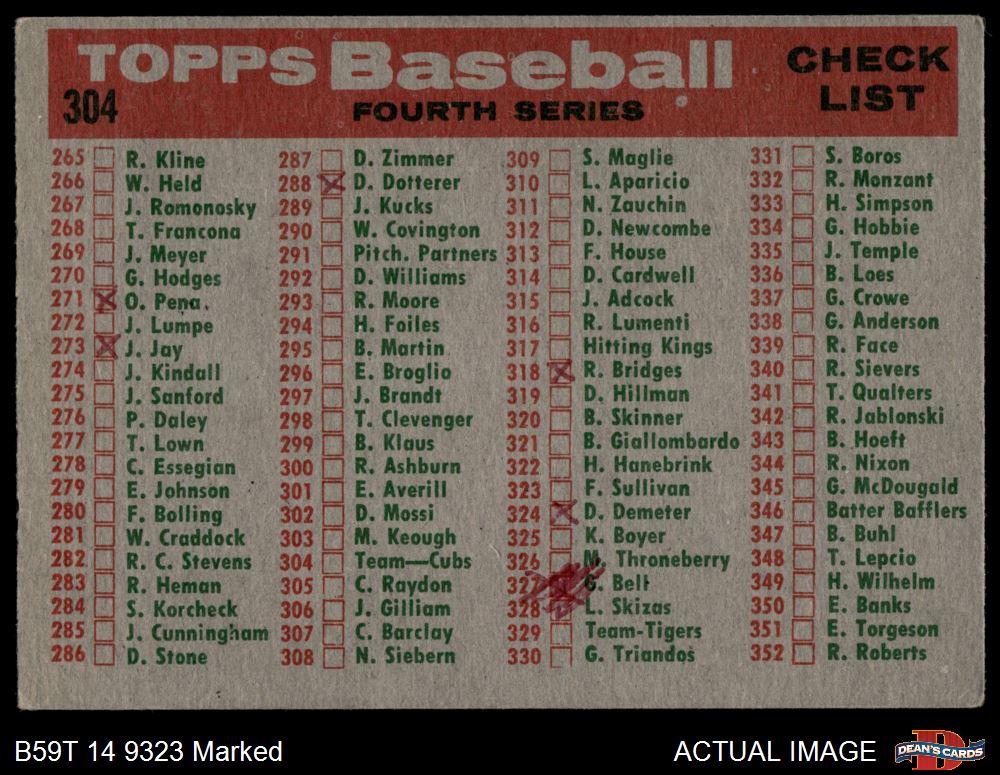 TOPPS Baseball
CHECK LIST
304
FOURTH SERIES
265 R. Kline
266 W. Held
267 J. Romonosky
268 T. Francona
269 J. Meyer
270 G. Hodges
271 O. Pena.
272 J. Lumpe
273 J. Jay
274 J. Kindall
275 J. Sanford
276 P. Daley
277 T. Lown
278 C. Essegian
279 E. Johnson
280 F. Bolling
281 W. Craddock
282 R. C. Stevens
283 R. Heman
284 S. Korcheck
285 J. Cunningham
286 D. Stone
287 D. Zimmer
288 D. Dotterer
289 J. Kucks
290 W. Covington
291 Pitch. Partners
292 D. Williams
293 R. Moore
294 H. Foiles
295 B. Martin
296 E. Broglio
297 J. Brandt
298 T. Clevenger
299 B. Klaus
300 R. Ashburn
301 E. Averill
302 D. Mossi
303 M. Keough
304 Team—Cubs
305 C. Raydon
306 J. Gilliam
307 C. Barclay
308 N. Siebern
309 S. Maglie
310 L. Aparicio
311 N. Zauchin
312 D. Newcombe
313 F. House
314 D. Cardwell
315 J. Adcock
316 R. Lumenti
317 Hitting Kings
318 R. Bridges
319 D. Hillman
320 B. Skinner
321 B. Giallombardo
322 H. Hanebrink
323 F. Sullivan
324 D. Demeter
325 K. Boyer
326 M. Throneberry
327 G. Bell
328 L. Skizas
329 Team-Tigers
330 G. Triandos
331 S. Boros
332 R. Monzant
333 H. Simpson
334 G. Hobbie
335 J. Temple
336 B. Loes
337 G. Crowe
338 G. Anderson
339 R. Face
340 R. Sievers
341 T. Qualters
342 R. Jablonski
343 B. Hoeft
344 R. Nixon
345 G. McDougald
346 Batter Bafflers
347 B. Buhl
348 T. Lepcio
349 H. Wilhelm
350 E. Banks
351 E. Torgeson
352 R. Roberts
B59T 14 9323 Marked
ACTUAL IMAGE
DEAN'S CARDS